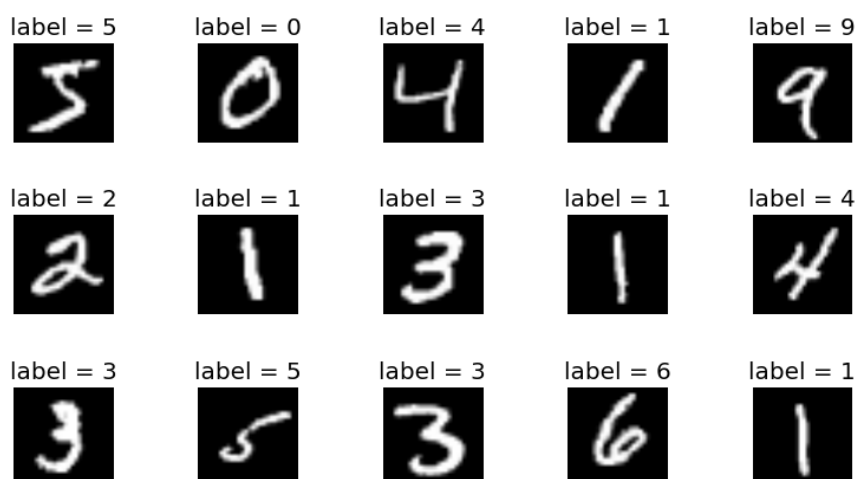 label = 5 label = 0 label = 4 label = 1 label = 9
5 0 4 1 9
label = 2 label = 1 label = 3 label = 1 label = 4
2 1 3 1 4
label = 3 label = 5 label = 3 label = 6 label = 1
3 5 3 6 1